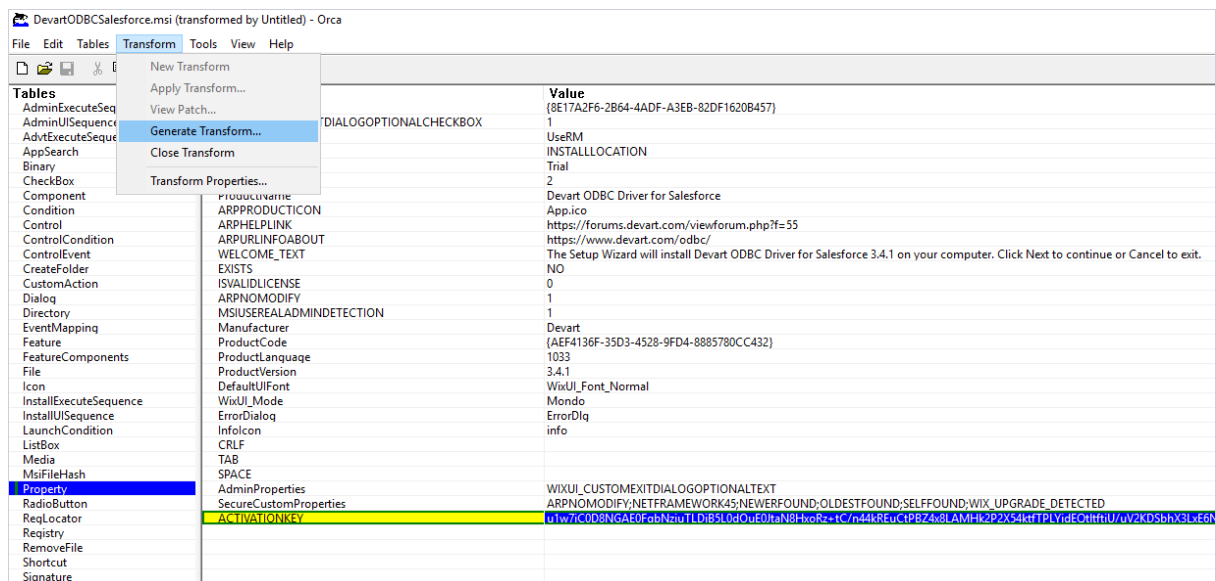 DevartODBCSalesforce.msi (transformed by Untitled) - Orca
File Edit Tables Transform Tools View Help
New Transform
Apply Transform...
View Patch...
Generate Transform...
Close Transform
Transform Properties...
Tables
AdminExecuteSeq
AdminUISequence
AdvtExecuteSeque
AppSearch
Binary
CheckBox
Component
Condition
Control
ControlCondition
ControlEvent
CreateFolder
CustomAction
Dialog
Directory
EventMapping
Feature
FeatureComponents
File
Icon
InstallExecuteSequence
InstallUISequence
LaunchCondition
ListBox
Media
MsiFileHash
Property
RadioButton
RegLocator
Registry
RemoveFile
Shortcut
Signature
Value
{8E17A2F6-2B64-4ADF-A3EB-82DF1620B457}
TDIALOGOPTIONALCHECKBOX 1
UseRM
INSTALLLOCATION
Trial
2
ProductName Devart ODBC Driver for Salesforce
ARPPRODUCTICON App.ico
ARPHELPLINK https://forums.devart.com/viewforum.php?f=55
ARPURLINFOABOUT https://www.devart.com/odbc/
WELCOME_TEXT The Setup Wizard will install Devart ODBC Driver for Salesforce 3.4.1 on your computer. Click Next to continue or Cancel to exit.
EXISTS NO
ISVALIDLICENSE 0
ARPNOMODIFY 1
MSIUSEREALADMINDETECTION 1
Manufacturer Devart
ProductCode {AEF4136F-35D3-4528-9FD4-8885780CC432}
ProductLanguage 1033
ProductVersion 3.4.1
DefaultUIFont WixUI_Font_Normal
WixUI_Mode Mondo
ErrorDialog ErrorDlg
InfoIcon info
CRLF
TAB
SPACE
AdminProperties WIXUI_CUSTOMEXITDIALOGOPTIONALTEXT
SecureCustomProperties ARPNOMODIFY;NETFRAMEWORK45;NEWERFOUND;OLDESTFOUND;SELFFOUND;WIX_UPGRADE_DETECTED
ACTIVATIONKEY